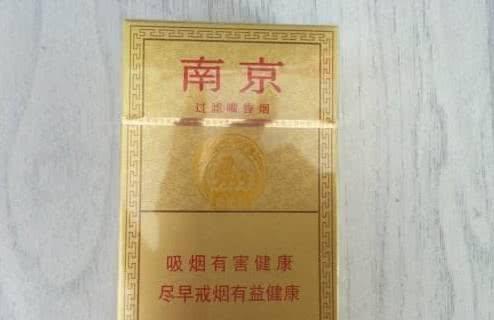 南京
过滤嘴香烟
吸烟有害健康
尽早戒烟有益健康